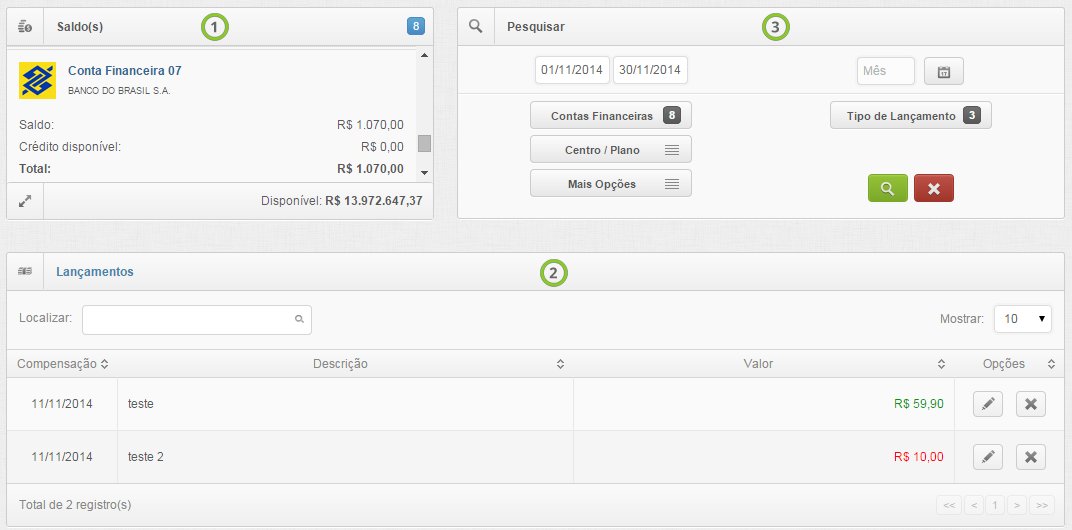 Saldo(s) 1 8
Conta Financeira 07
BANCO DO BRASIL S.A.
Saldo: R$ 1.070,00
Crédito disponível: R$ 0,00
Total: R$ 1.070,00
Disponível: R$ 13.972.647,37
Pesquisar 3
01/11/2014 30/11/2014 Mês 17
Contas Financeiras 8 Tipo de Lançamento 3
Centro / Plano
Mais Opções
Lançamentos 2
Localizar: Mostrar: 10
Compensação Descrição Valor Opções
11/11/2014 teste R$ 59,90
11/11/2014 teste 2 R$ 10,00
Total de 2 registro(s) << < 1 > >>